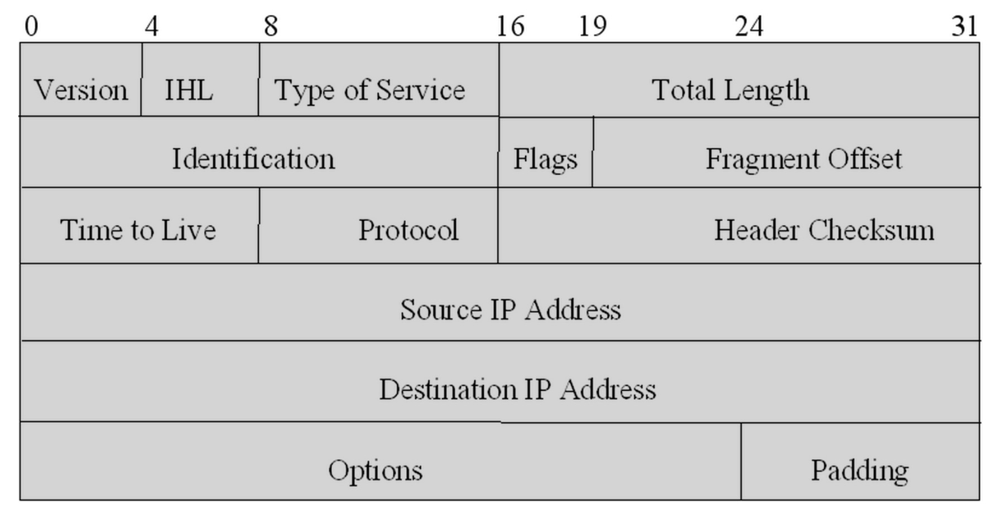 0 4 8 16 19 24 31
Version IHL Type of Service Total Length
Identification Flags Fragment Offset
Time to Live Protocol Header Checksum
Source IP Address
Destination IP Address
Options Padding